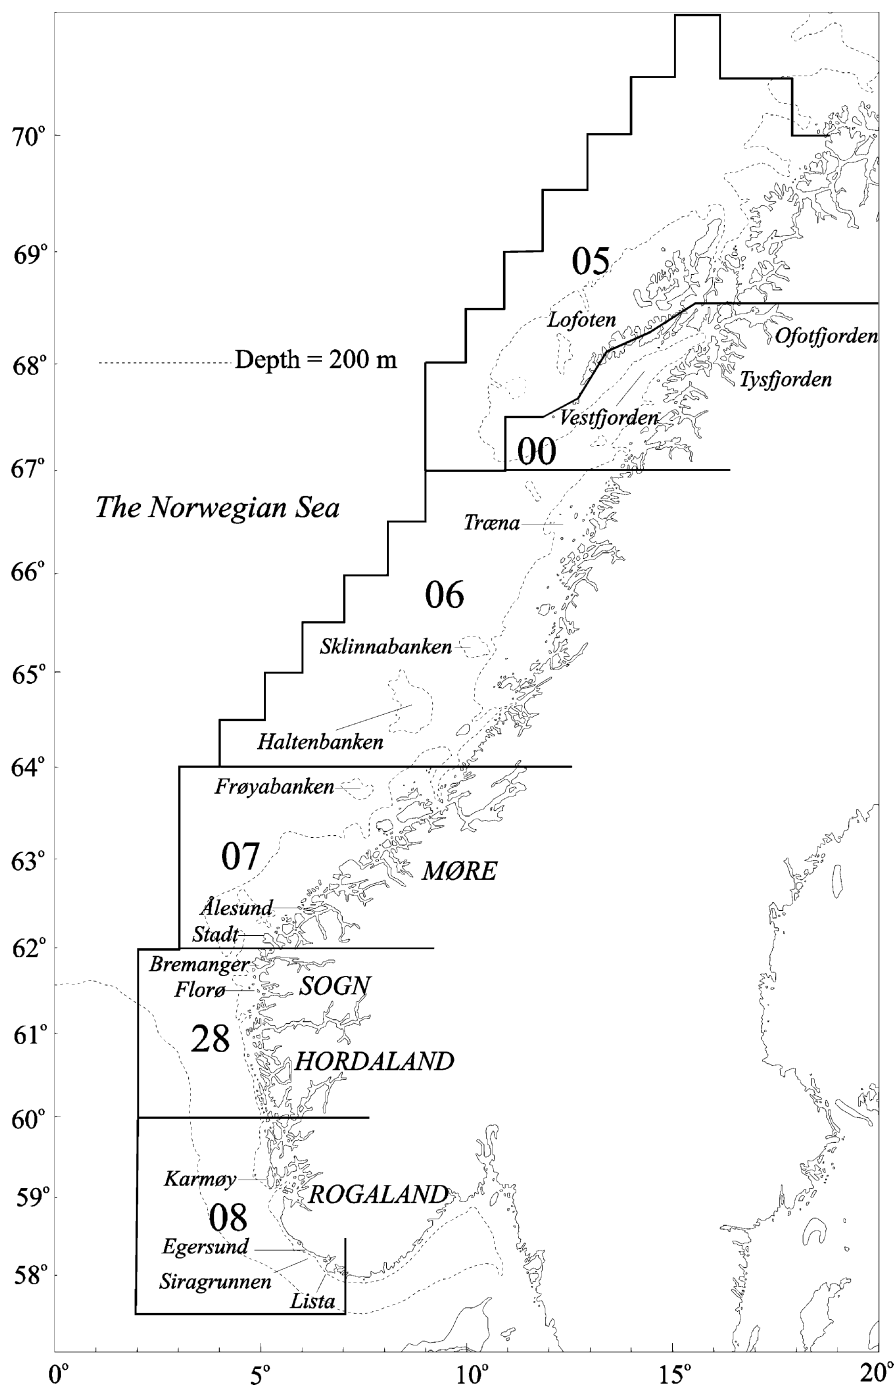 70°
69°
05
Lofoten
Ofotfjorden
Depth = 200 m
68°
Tysfjorden
Vestfjorden
00
67°
The Norwegian Sea
Træna
66°
06
Sklinnabanken
65°
Haltenbanken
64°
Frøyabanken
07
63°
MØRE
Ålesund
Stadt
62°
Bremanger
SOGN
Florø
28
61°
HORDALAND
60°
Karmøy
59°
ROGALAND
08
Egersund
58°
Siragrunnen
Lista
0° 5° 10° 15° 20°